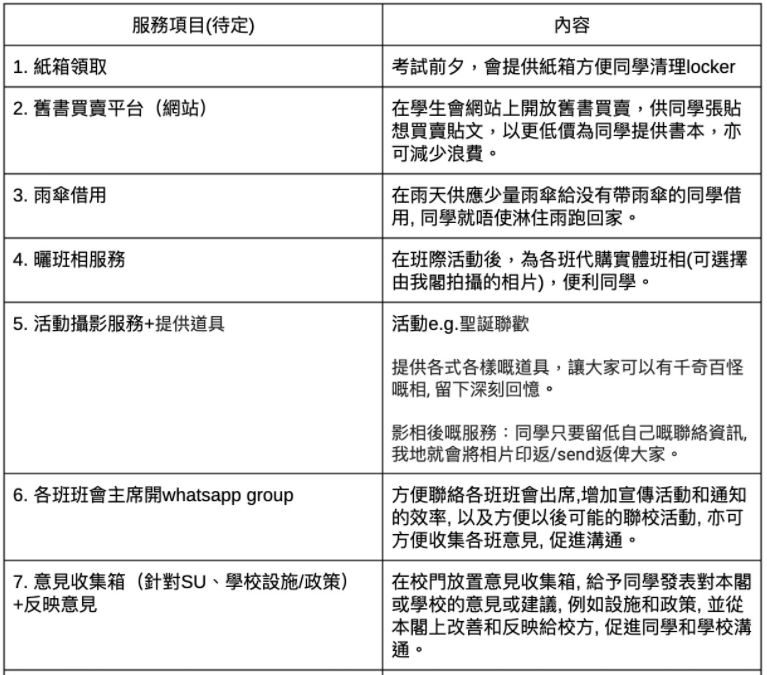 服務項目(待定)
內容
1. 紙箱領取
考試前夕，會提供紙箱方便同學清理locker
2. 舊書買賣平台（網站）
在學生會網站上開放舊書買賣，供同學張貼
想買賣貼文，以更低價為同學提供書本，亦
可減少浪費。
3. 雨傘借用
在雨天供應少量雨傘給没有帶雨傘的同學借
用, 同學就唔使淋住雨跑回家。
4. 曬班相服務
在班際活動後，為各班代購實體班相(可選擇
由我閣拍攝的相片)，便利同學。
5. 活動攝影服務+提供道具
活動e.g.聖誕聯歡
提供各式各樣嘅道具，讓大家可以有千奇百怪
嘅相, 留下深刻回憶。
影相後嘅服務：同學只要留低自己嘅聯絡資訊,
我地就會將相片印返/send返俾大家。
6. 各班班會主席開whatsapp group
方便聯絡各班班會出席,增加宣傳活動和通知
的效率, 以及方便以後可能的聯校活動, 亦可
方便收集各班意見, 促進溝通。
7. 意見收集箱（針對SU、學校設施/政策）
+反映意見
在校門放置意見收集箱, 給予同學發表對本閣
或學校的意見或建議, 例如設施和政策, 並從
本閣上改善和反映給校方, 促進同學和學校溝
通。